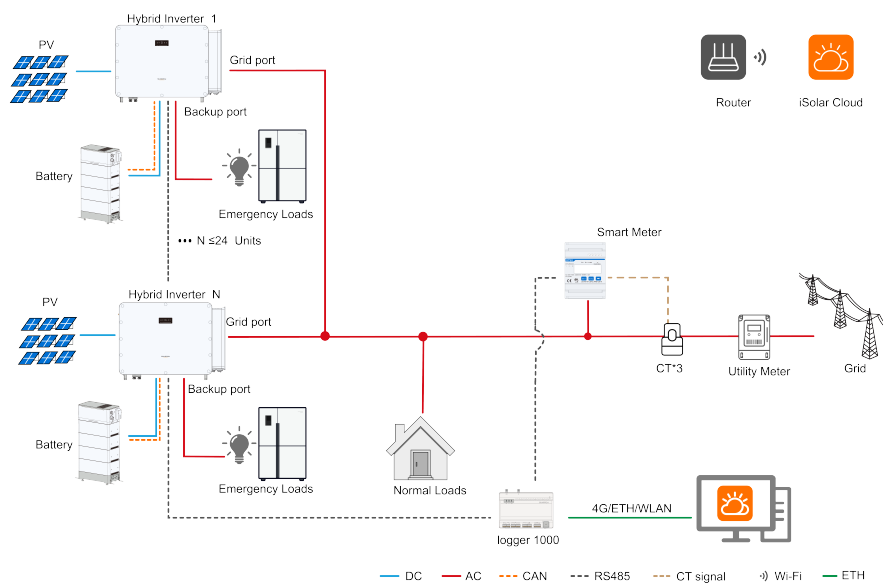 Hybrid Inverter 1
PV
Grid port
Backup port
Router
iSolar Cloud
Battery
Emergency Loads
••• N ≤24 Units
Smart Meter
Hybrid Inverter N
PV
Grid port
CT*3
Utility Meter
Grid
Backup port
Battery
Emergency Loads
Normal Loads
4G/ETH/WLAN
logger 1000
DC
AC
CAN
RS485
CT signal
Wi-Fi
ETH